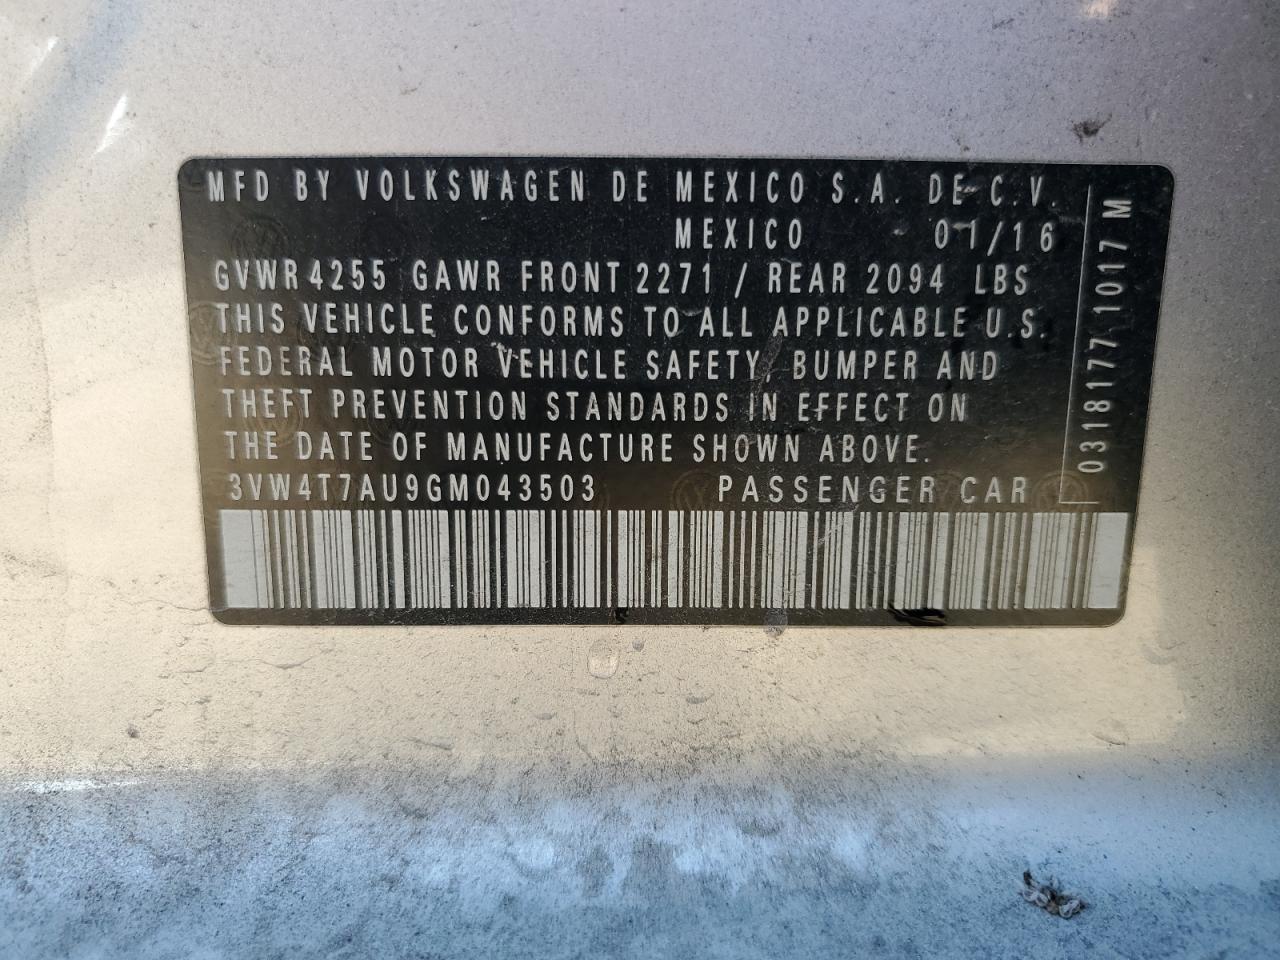 MFD BY VOLKSWAGEN DE MEXICO S.A. DE C.V.
MEXICO 01/16
GVWR 4255 GAWR FRONT 2271 / REAR 2094 LBS
THIS VEHICLE CONFORMS TO ALL APPLICABLE U.S.
FEDERAL MOTOR VEHICLE SAFETY, BUMPER AND
THEFT PREVENTION STANDARDS IN EFFECT ON
THE DATE OF MANUFACTURE SHOWN ABOVE.
3VW4T7AU9GM043503 PASSENGER CAR
0318177 1017 M